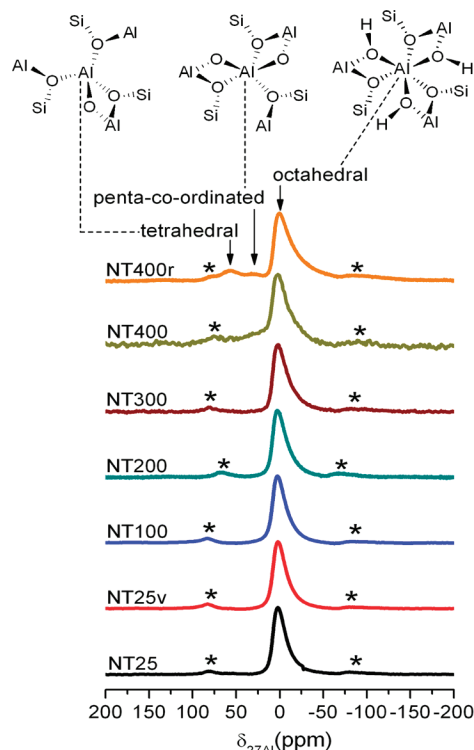 Si
Al
O
Al
Al
O
O
Si
O
Si
Al
Si
Al
O
O
O
Al
Al
O
O
Si
Si
Al
H
Si
O
O
Al
O
H
Al
Al
O
O
Si
Si
O
Al
H
octahedral
penta-co-ordinated
tetrahedral
NT400r * *
NT400 * *
NT300 * *
NT200 * *
NT100 * *
NT25v * *
NT25 * *
200 150 100 50 0 -50 -100 -150 -200
δ27Al(ppm)